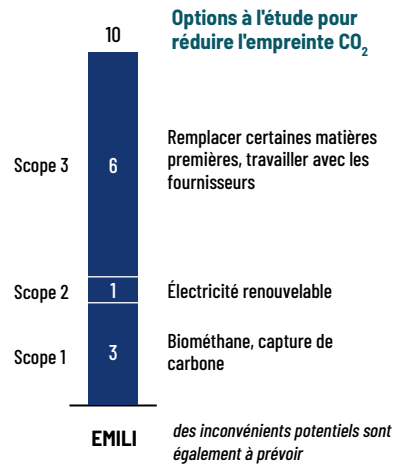 Options à l'étude pour
réduire l'empreinte CO₂
10
Scope 3
6
Remplacer certaines matières
premières, travailler avec les
fournisseurs
Scope 2
1
Électricité renouvelable
Scope 1
3
Biométhane, capture de
carbone
EMILI
des inconvénients potentiels sont
également à prévoir